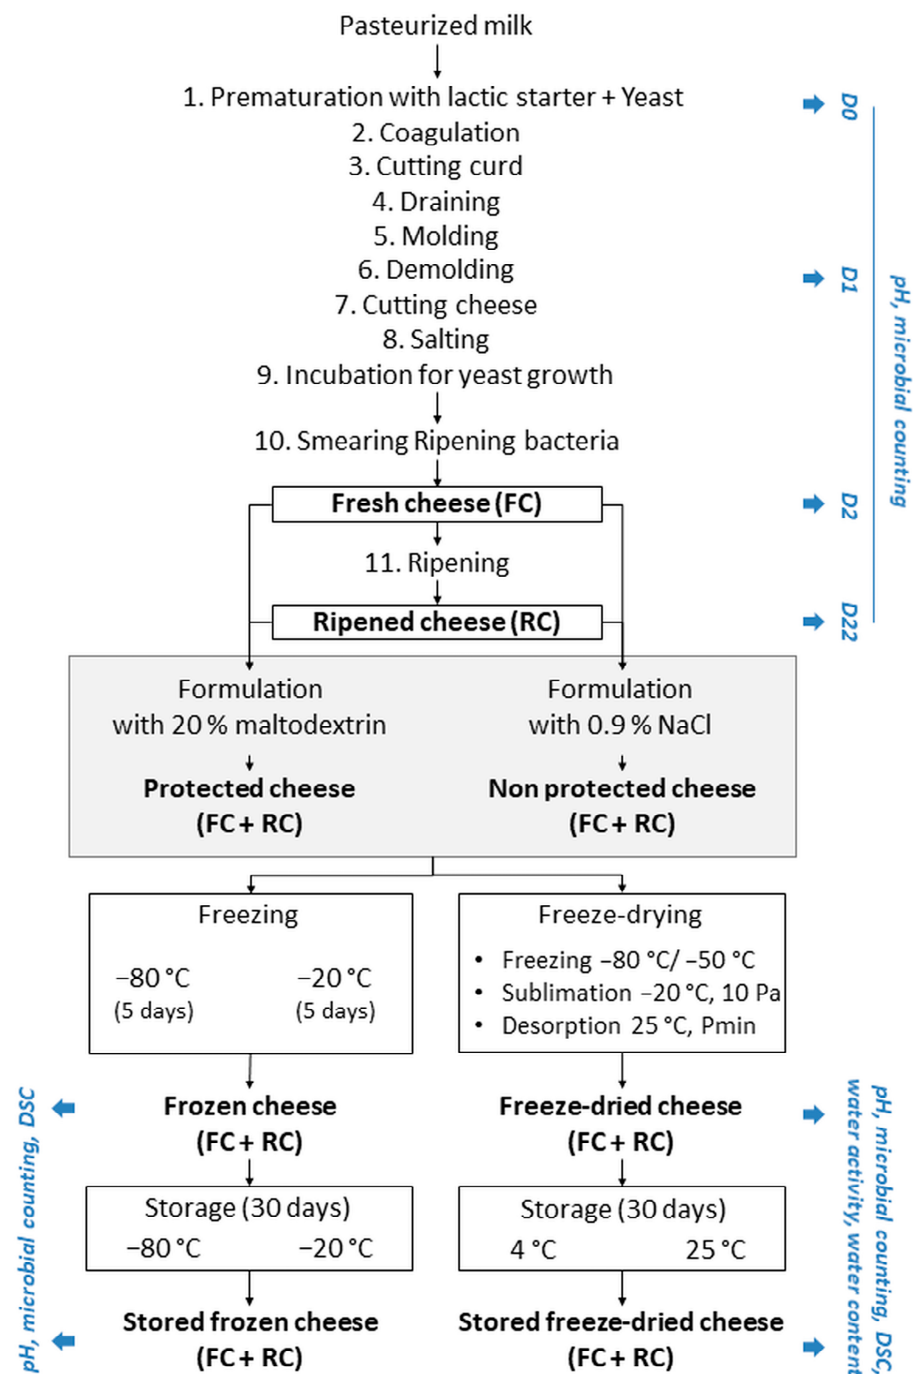 Pasteurized milk
1. Prematuration with lactic starter + Yeast
D0
2. Coagulation
3. Cutting curd
4. Draining
5. Molding
6. Demolding
D1
7. Cutting cheese
8. Salting
9. Incubation for yeast growth
pH, microbial counting
10. Smearing Ripening bacteria
Fresh cheese (FC)
D2
11. Ripening
Ripened cheese (RC)
D22
Formulation
with 20 % maltodextrin
Protected cheese
(FC + RC)
Formulation
with 0.9 % NaCl
Non protected cheese
(FC + RC)
Freezing
−80 °C
(5 days)
−20 °C
(5 days)
Freeze-drying
• Freezing −80 °C/ −50 °C
• Sublimation −20 °C, 10 Pa
• Desorption 25 °C, Pmin
Frozen cheese
(FC + RC)
Freeze-dried cheese
(FC + RC)
Storage (30 days)
−80 °C
−20 °C
Storage (30 days)
4 °C
25 °C
Stored frozen cheese
(FC + RC)
Stored freeze-dried cheese
(FC + RC)
pH, microbial counting, DSC
pH, microbial counting, DSC,
water activity, water content